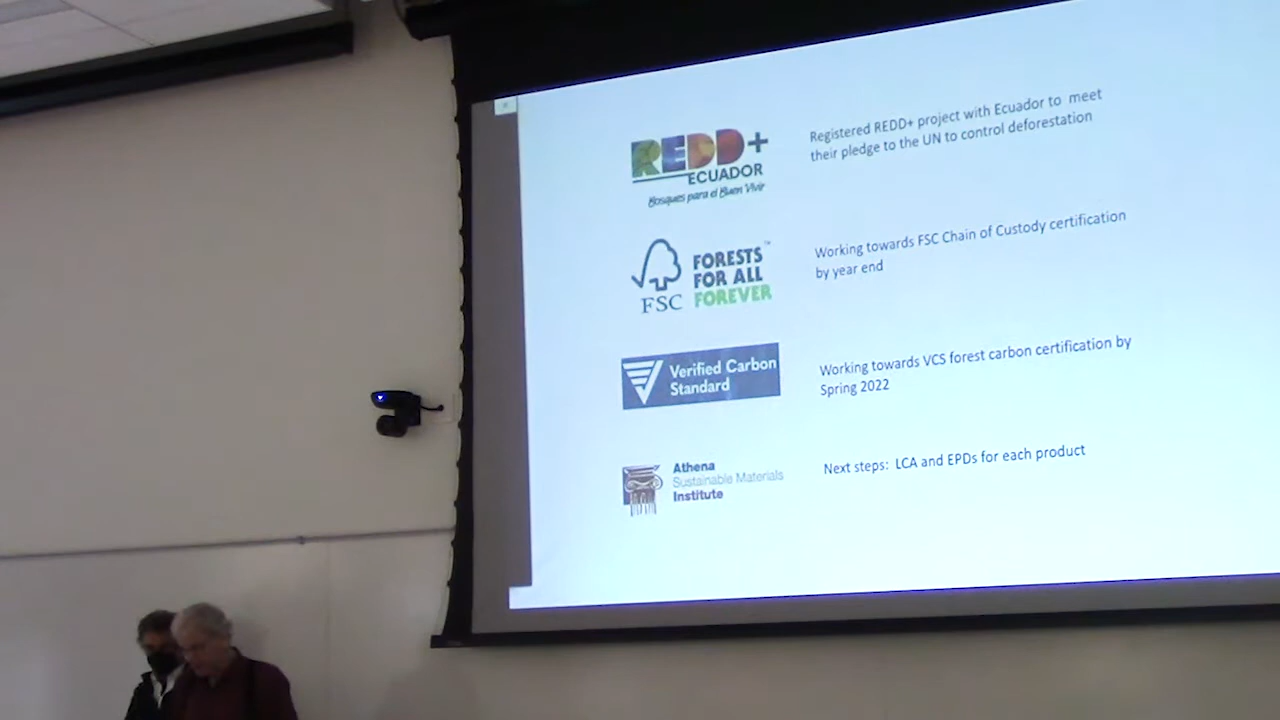 REDD+
ECUADOR
Bosques para el Buen Vivir
Registered REDD+ project with Ecuador to meet
their pledge to the UN to control deforestation
FSC
FORESTS
FOR ALL
FOREVER
™
Working towards FSC Chain of Custody certification
by year end
Verified Carbon
Standard
Working towards VCS forest carbon certification by
Spring 2022
Athena
Sustainable Materials
Institute
Next steps: LCA and EPDs for each product